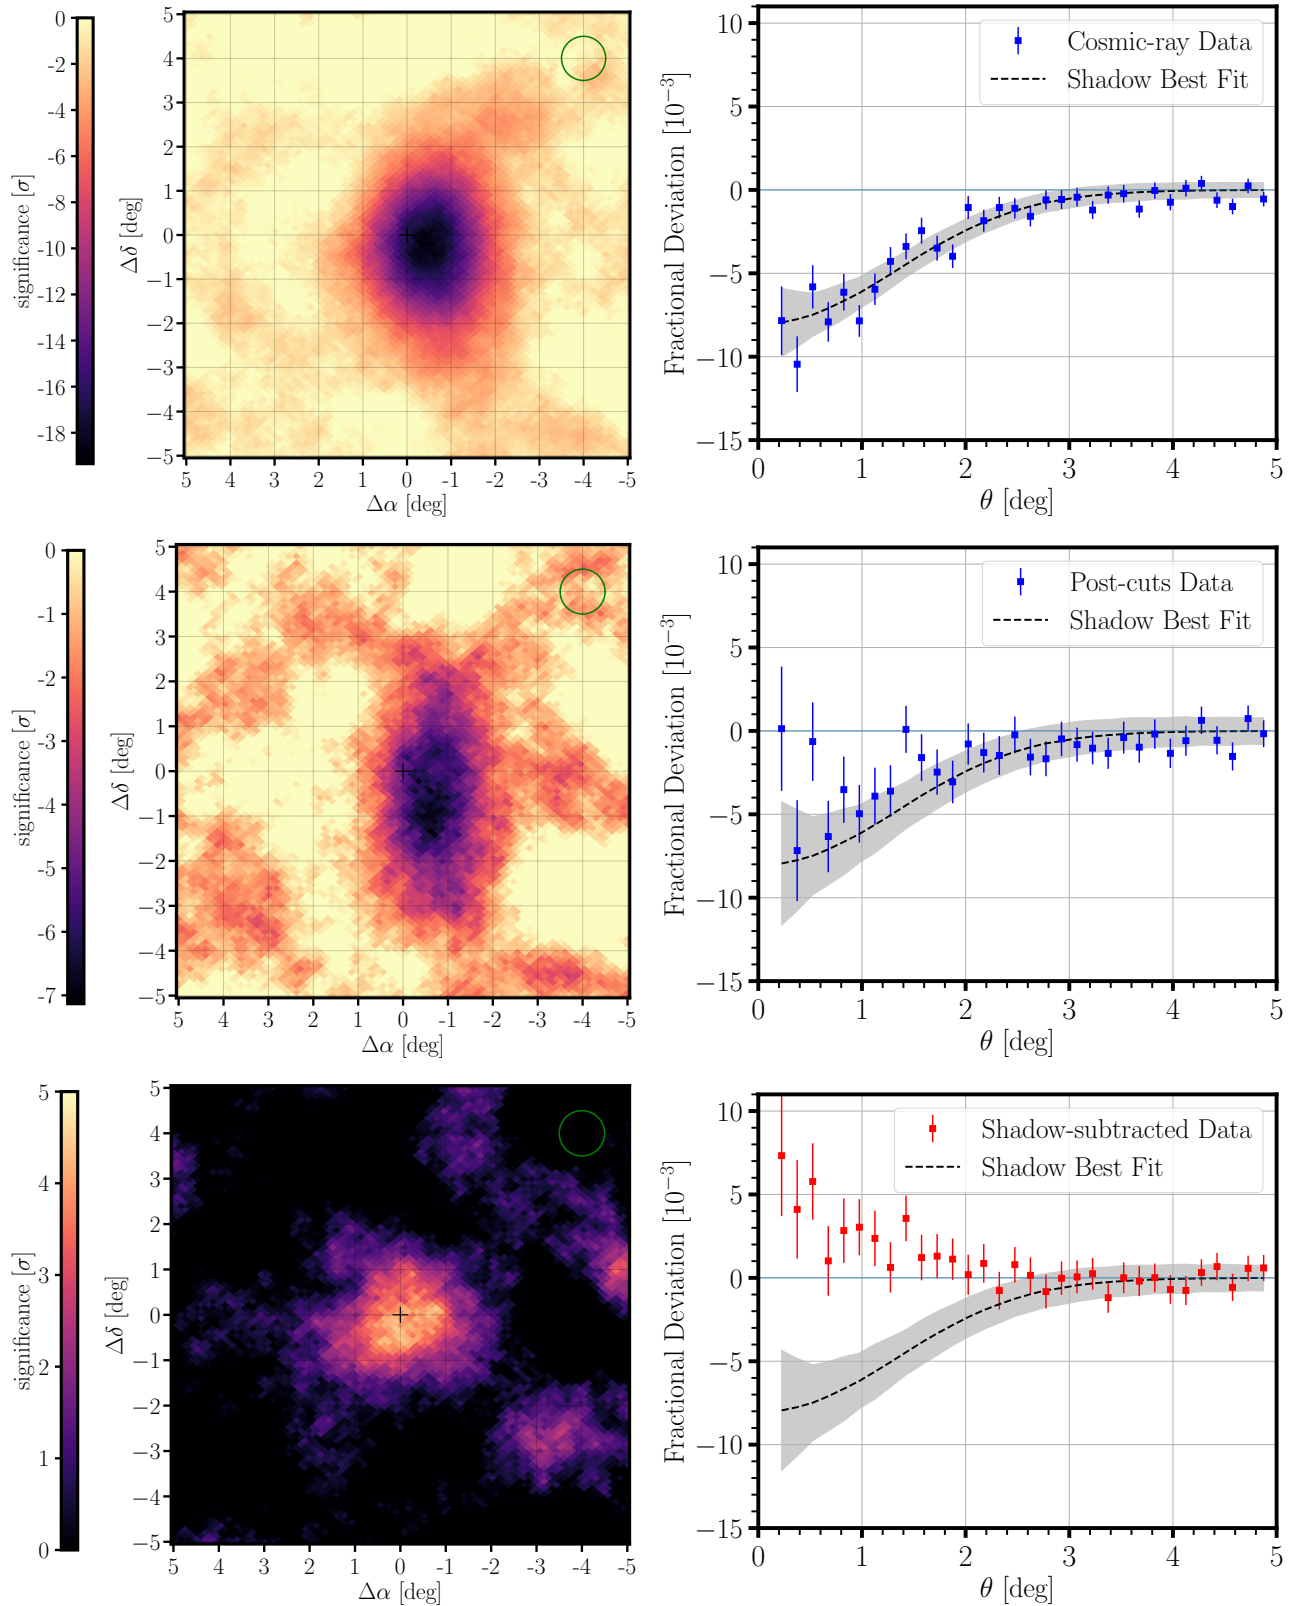 0
-2
-4
-6
-8
-10
-12
-14
-16
-18
significance [σ]
5
4
3
2
1
0
−1
−2
−3
−4
−5
Δδ [deg]
5 4 3 2 1 0 -1 -2 -3 -4 -5
Δα [deg]
10
5
0
−5
−10
−15
Fractional Deviation [10⁻³]
Cosmic-ray Data
Shadow Best Fit
0 1 2 3 4 5
θ [deg]
0
-1
-2
-3
-4
-5
-6
-7
significance [σ]
5
4
3
2
1
0
−1
−2
−3
−4
−5
Δδ [deg]
5 4 3 2 1 0 -1 -2 -3 -4 -5
Δα [deg]
10
5
0
−5
−10
−15
Fractional Deviation [10⁻³]
Post-cuts Data
Shadow Best Fit
0 1 2 3 4 5
θ [deg]
5
4
3
2
1
0
significance [σ]
5
4
3
2
1
0
−1
−2
−3
−4
−5
Δδ [deg]
5 4 3 2 1 0 -1 -2 -3 -4 -5
Δα [deg]
10
5
0
−5
−10
−15
Fractional Deviation [10⁻³]
Shadow-subtracted Data
Shadow Best Fit
0 1 2 3 4 5
θ [deg]